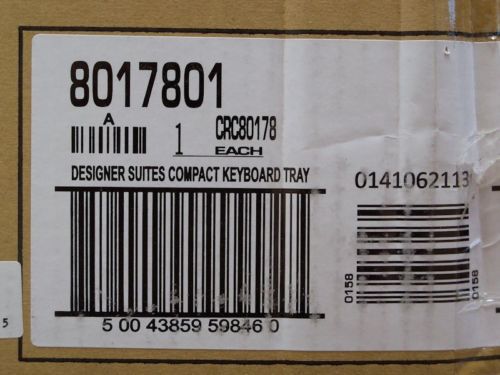 8017801
A
1
CRC80178
EACH
DESIGNER SUITES COMPACT KEYBOARD TRAY
5 00 43859 59846 0
0141062113
0158
0158
5